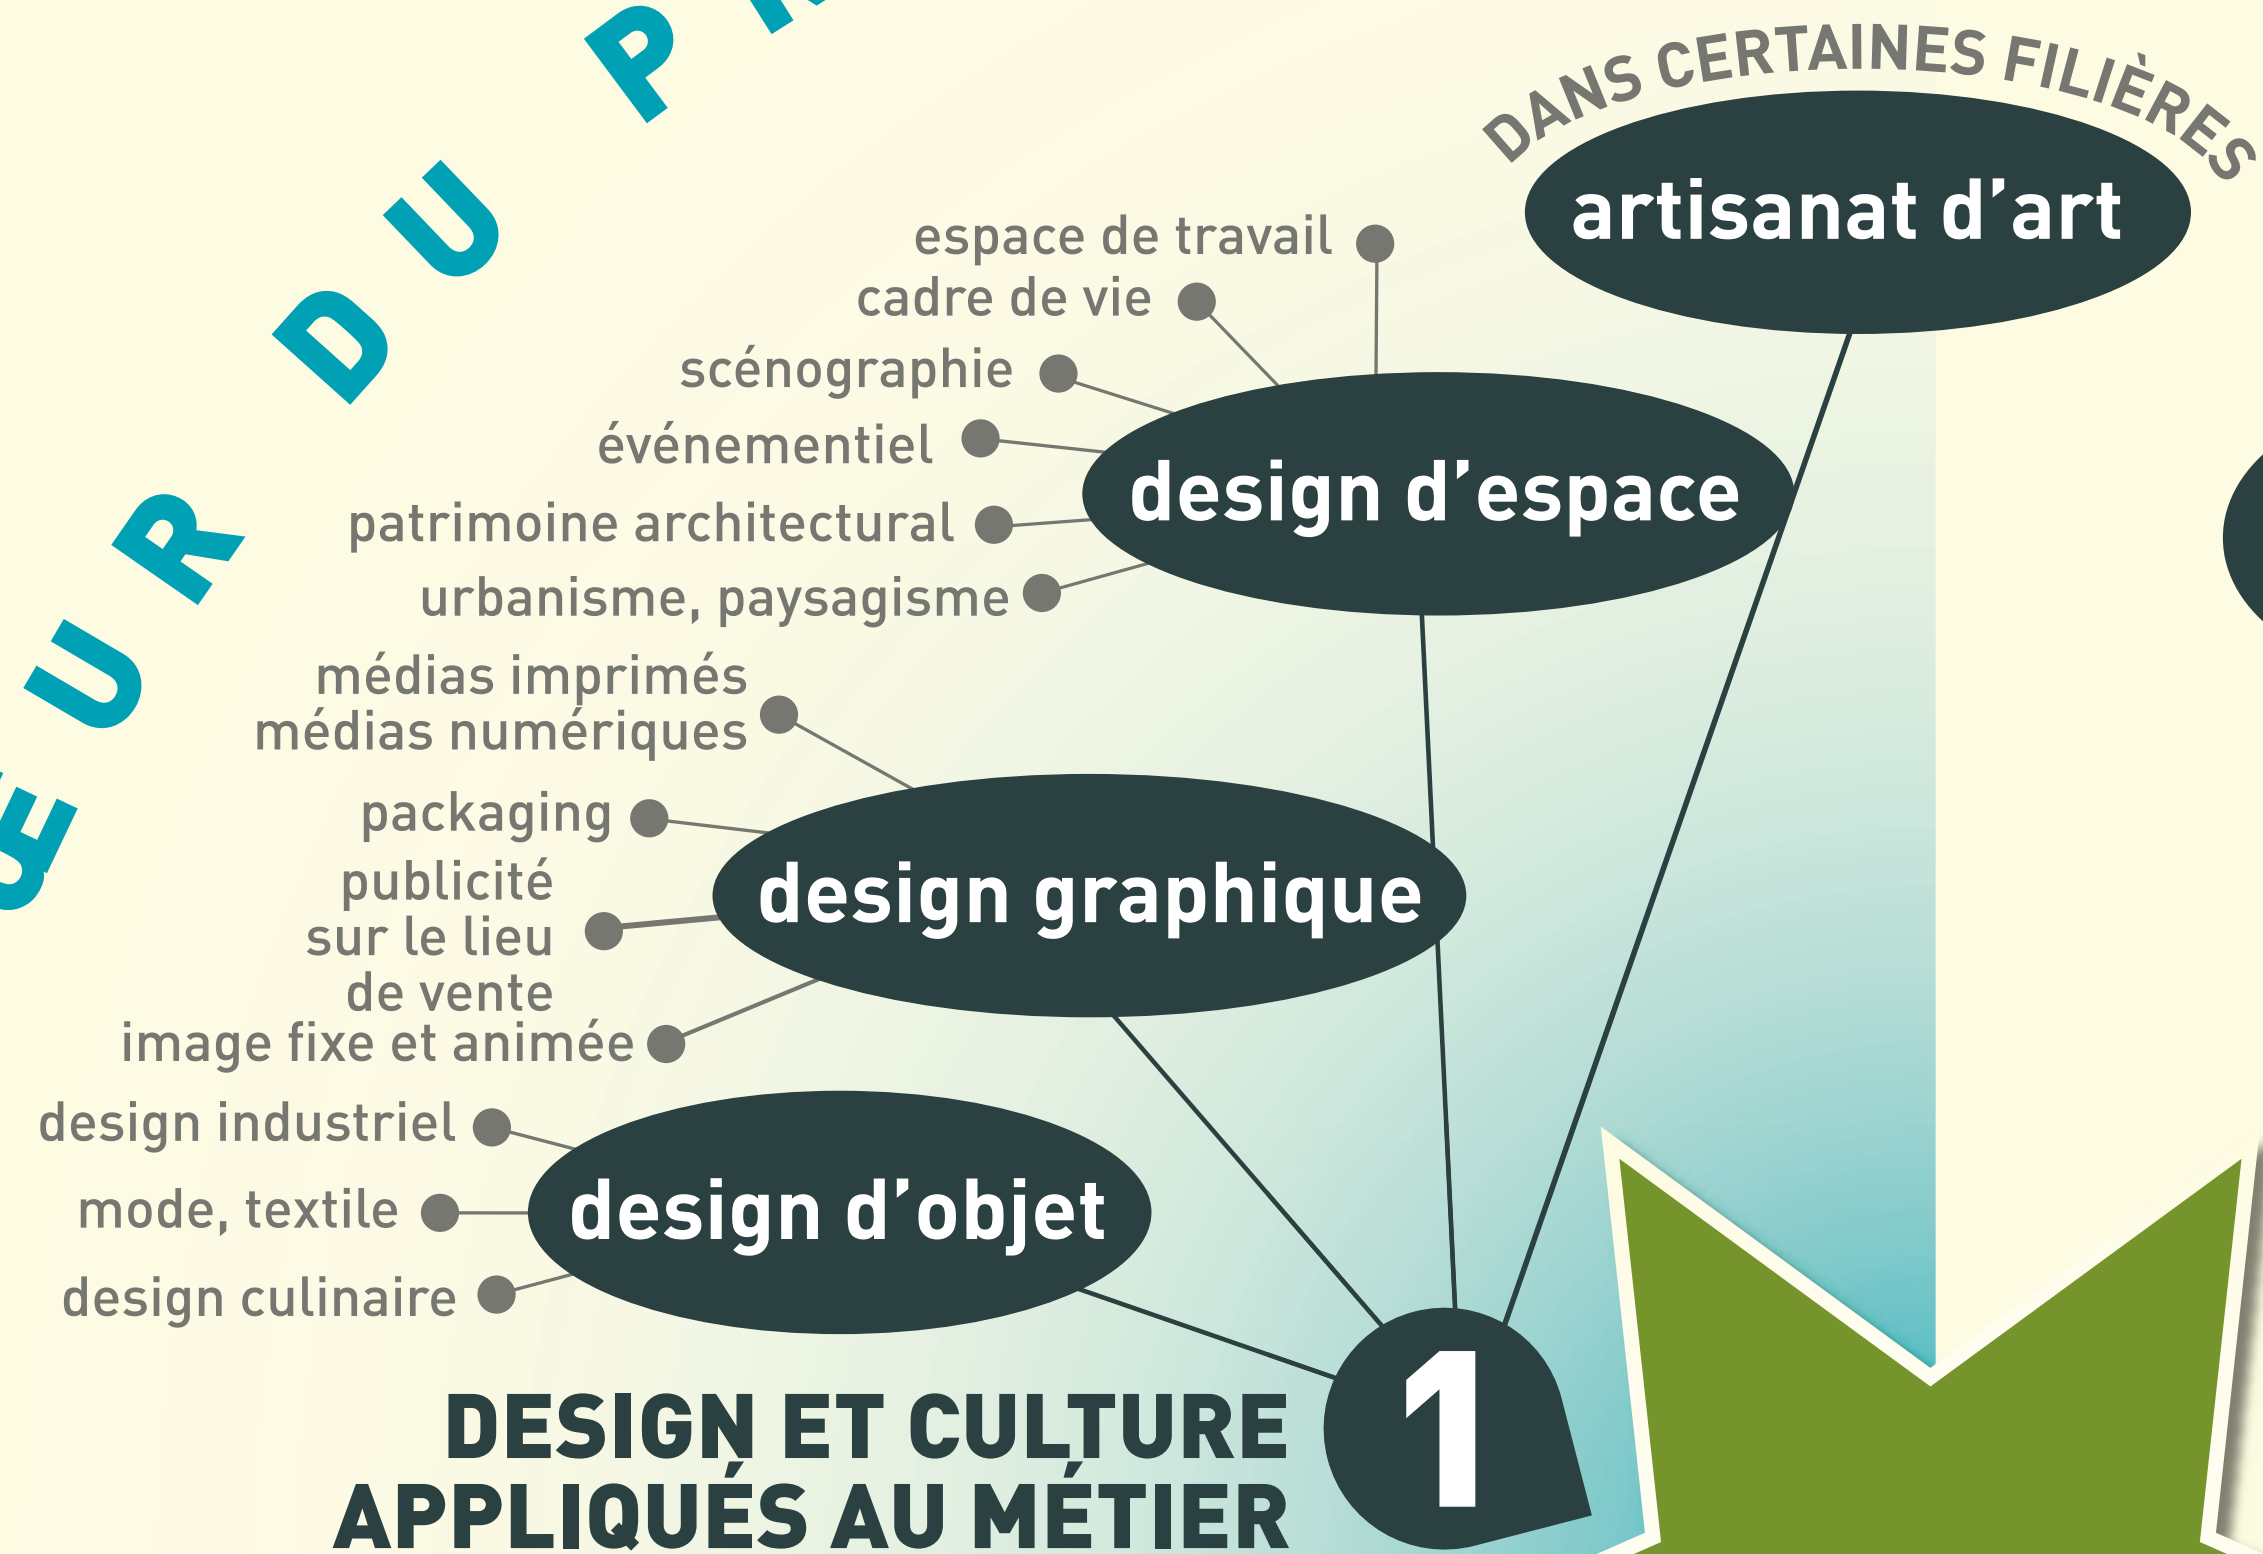 EUR DU PR
DANS CERTAINES FILIÈRES
artisanat d’art
espace de travail
cadre de vie
scénographie
événementiel
patrimoine architectural
urbanisme, paysagisme
design d’espace
médias imprimés
médias numériques
packaging
publicité
sur le lieu
de vente
image fixe et animée
design graphique
design industriel
mode, textile
design culinaire
design d’objet
DESIGN ET CULTURE
APPLIQUÉS AU MÉTIER
1